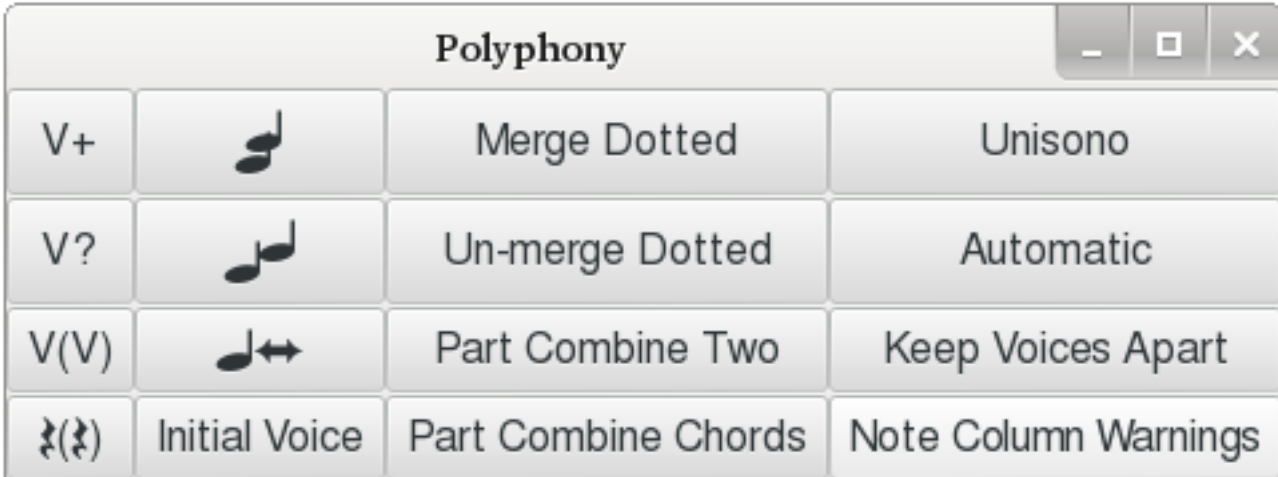 Polyphony
V+ Merge Dotted Unisono
V? Un-merge Dotted Automatic
V(V) Part Combine Two Keep Voices Apart
𝄽(𝄽) Initial Voice Part Combine Chords Note Column Warnings